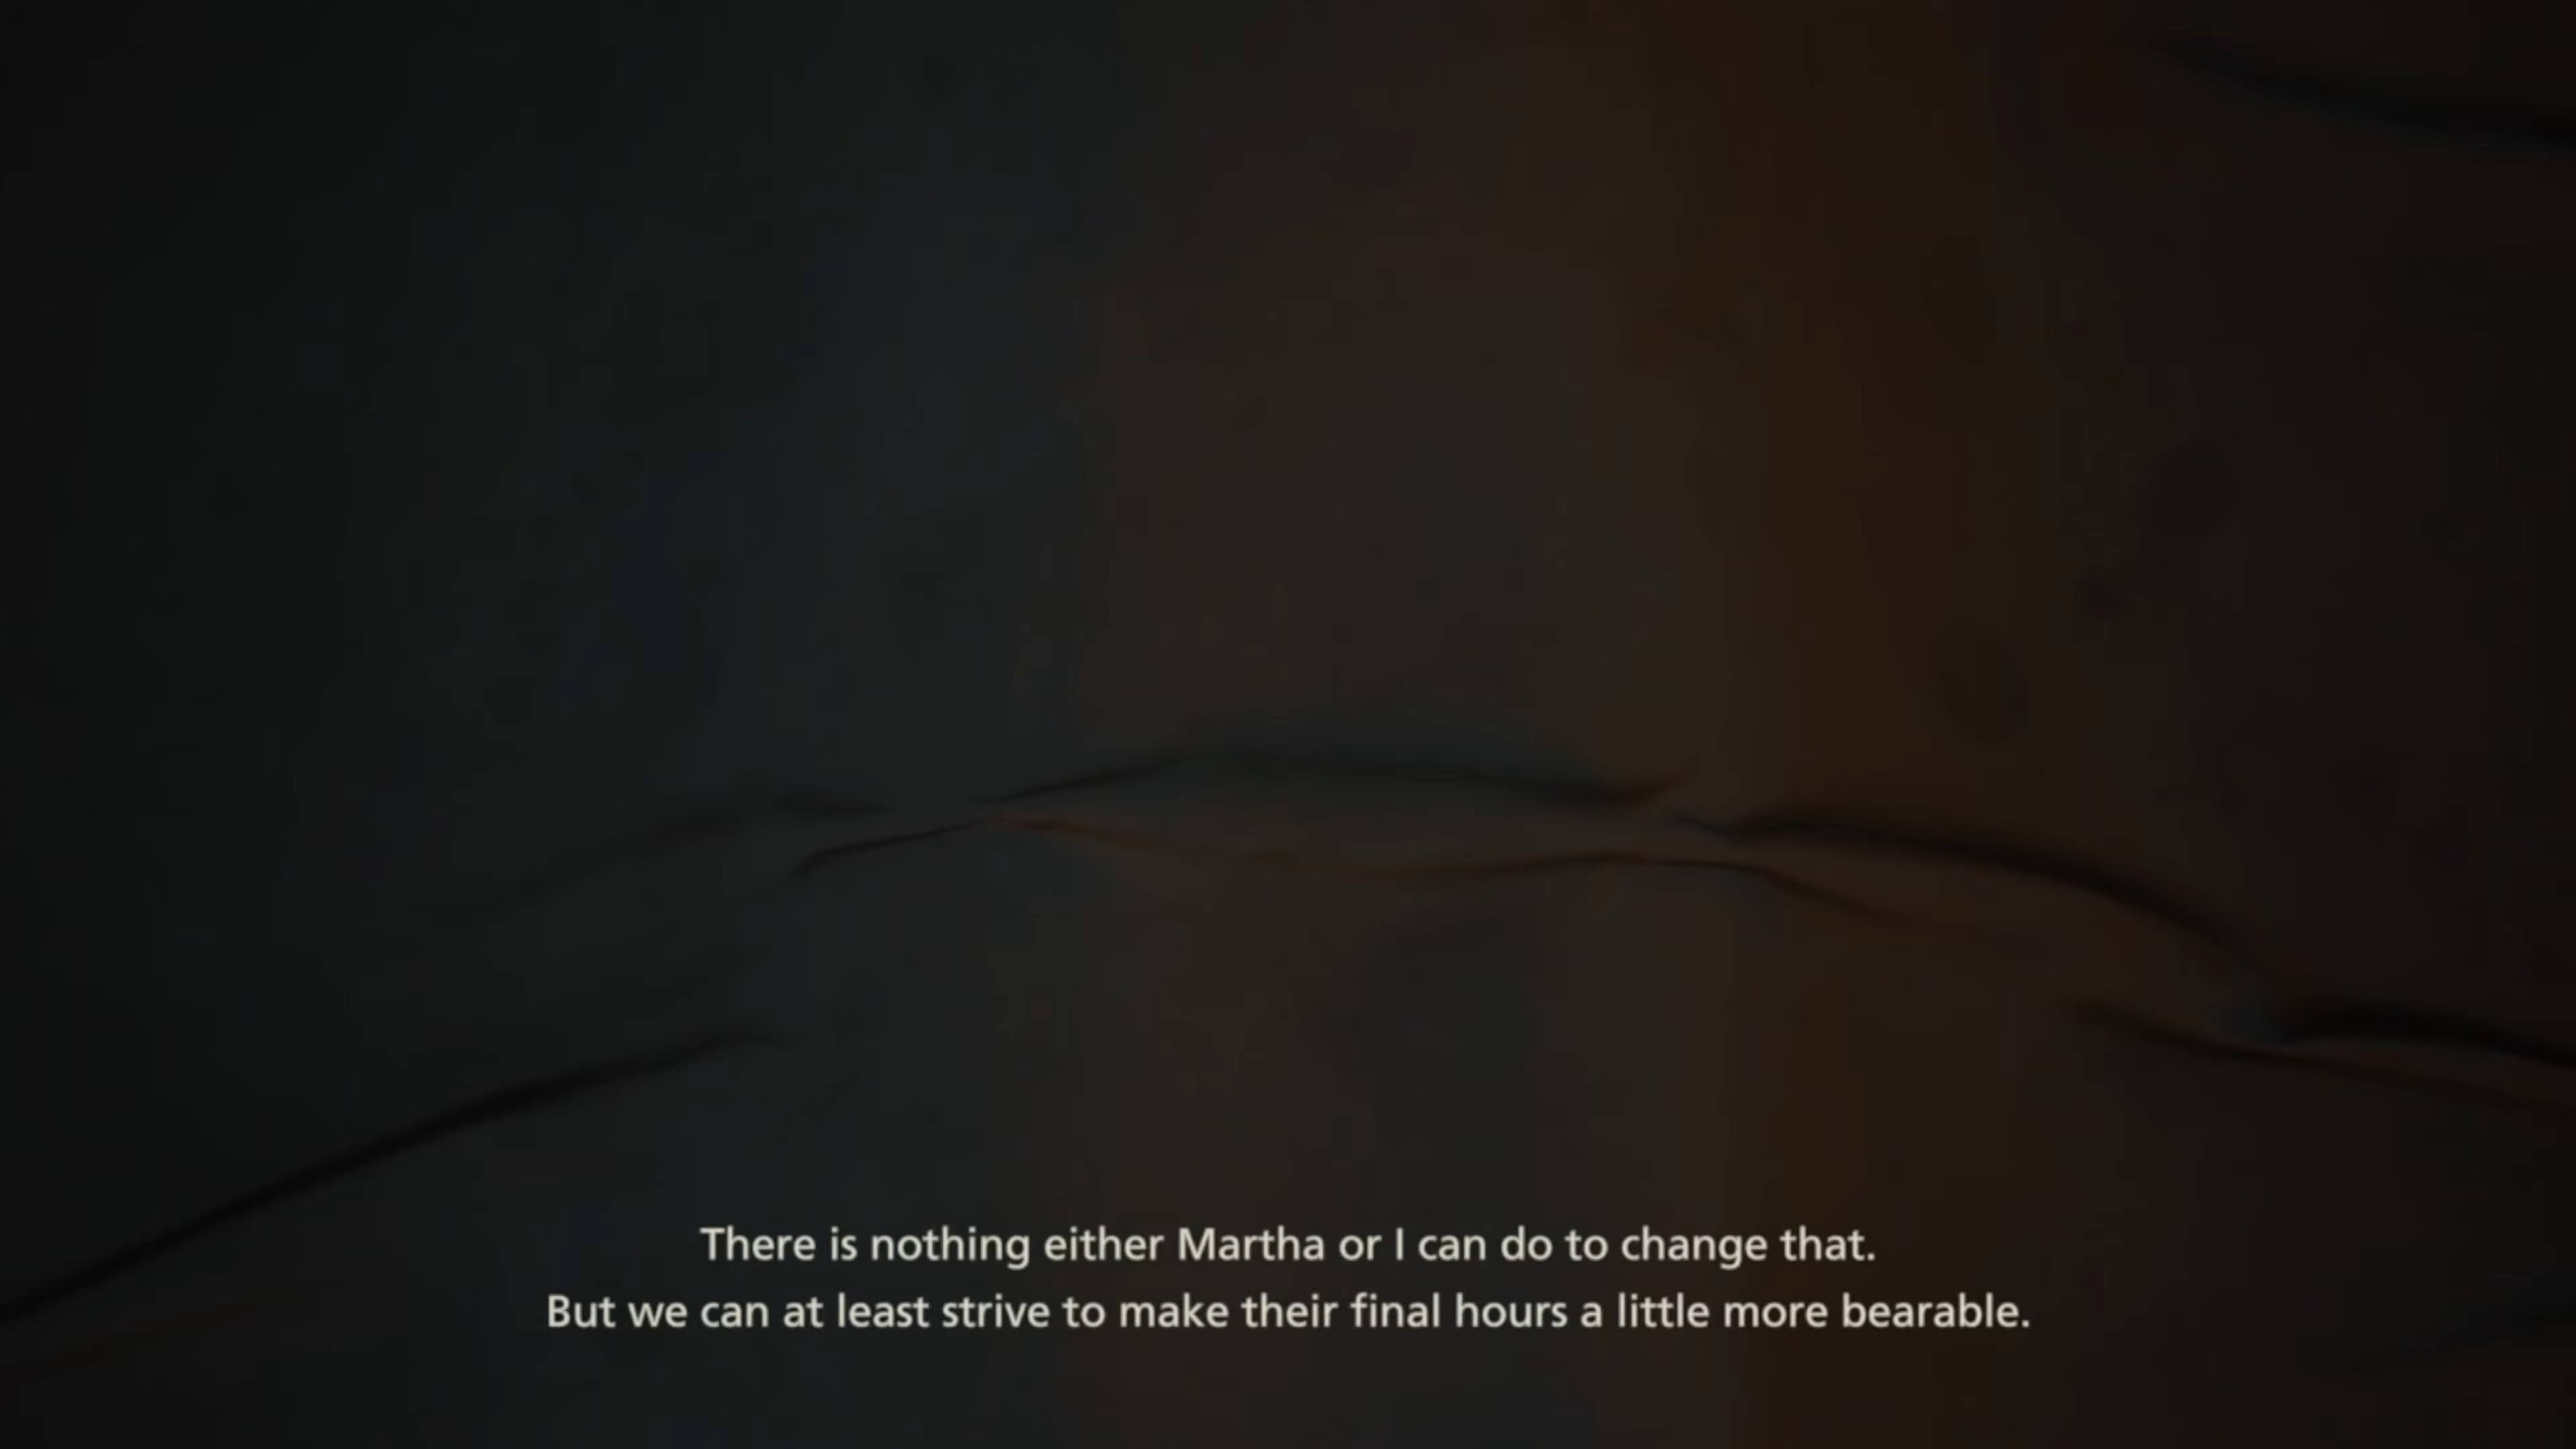 There is nothing either Martha or I can do to change that.
But we can at least strive to make their final hours a little more bearable.